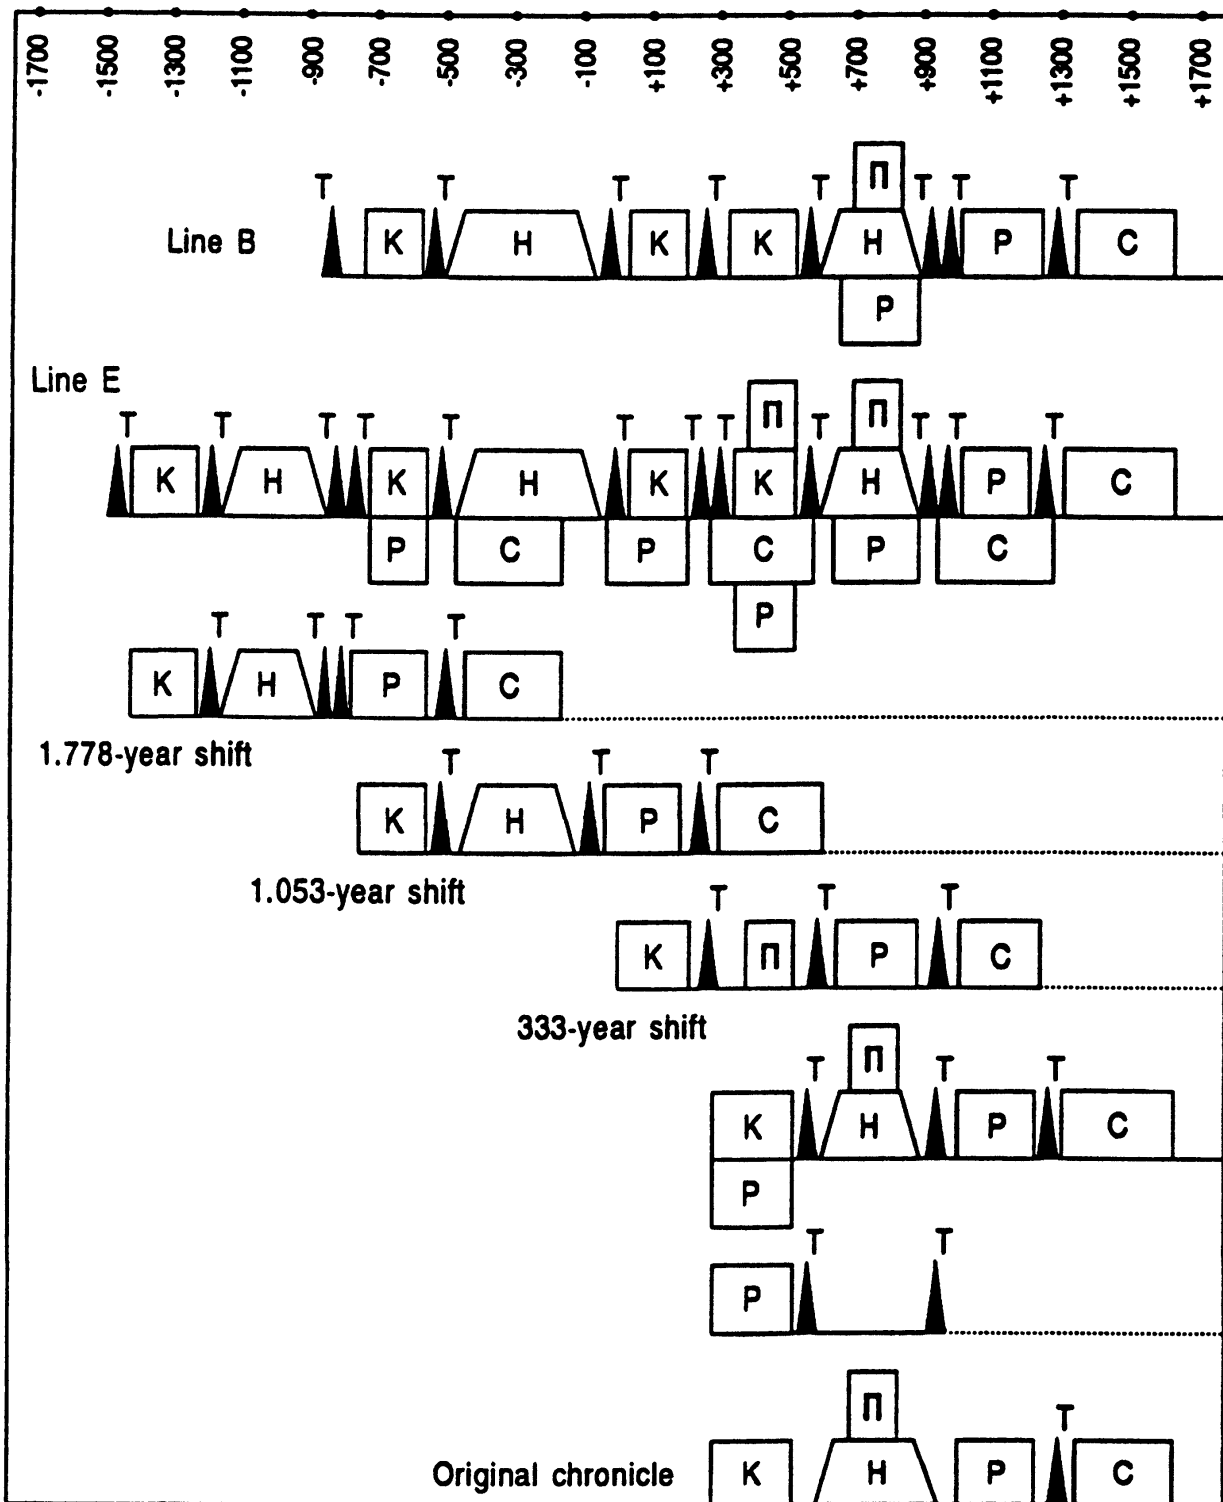 -1700 -1500 -1300 -1100 -900 -700 -500 -300 -100 +100 +300 +500 +700 +900 +1100 +1300 +1500 +1700
П
T T T T T T T T
Line B K H K K H P C
P
Line E
П П
T T T T T T T T T T T T
K H K H K K H P C
P C P C P C
P
T T T T
K H P C
1.778-year shift
T T T
K H P C
1.053-year shift
T T T
K П P C
333-year shift
П
T T T
K H P C
P
T T
P
П
T
Original chronicle K H P C